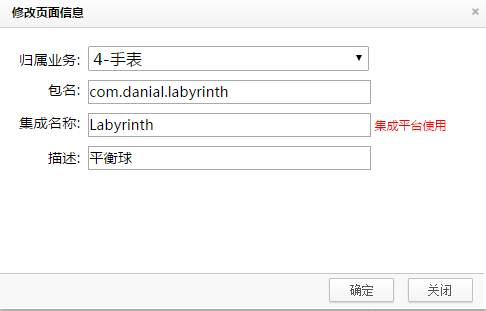 修改页面信息
归属业务: 4-手表
包名: com.danial.labyrinth
集成名称: Labyrinth 集成平台使用
描述: 平衡球
确定 关闭